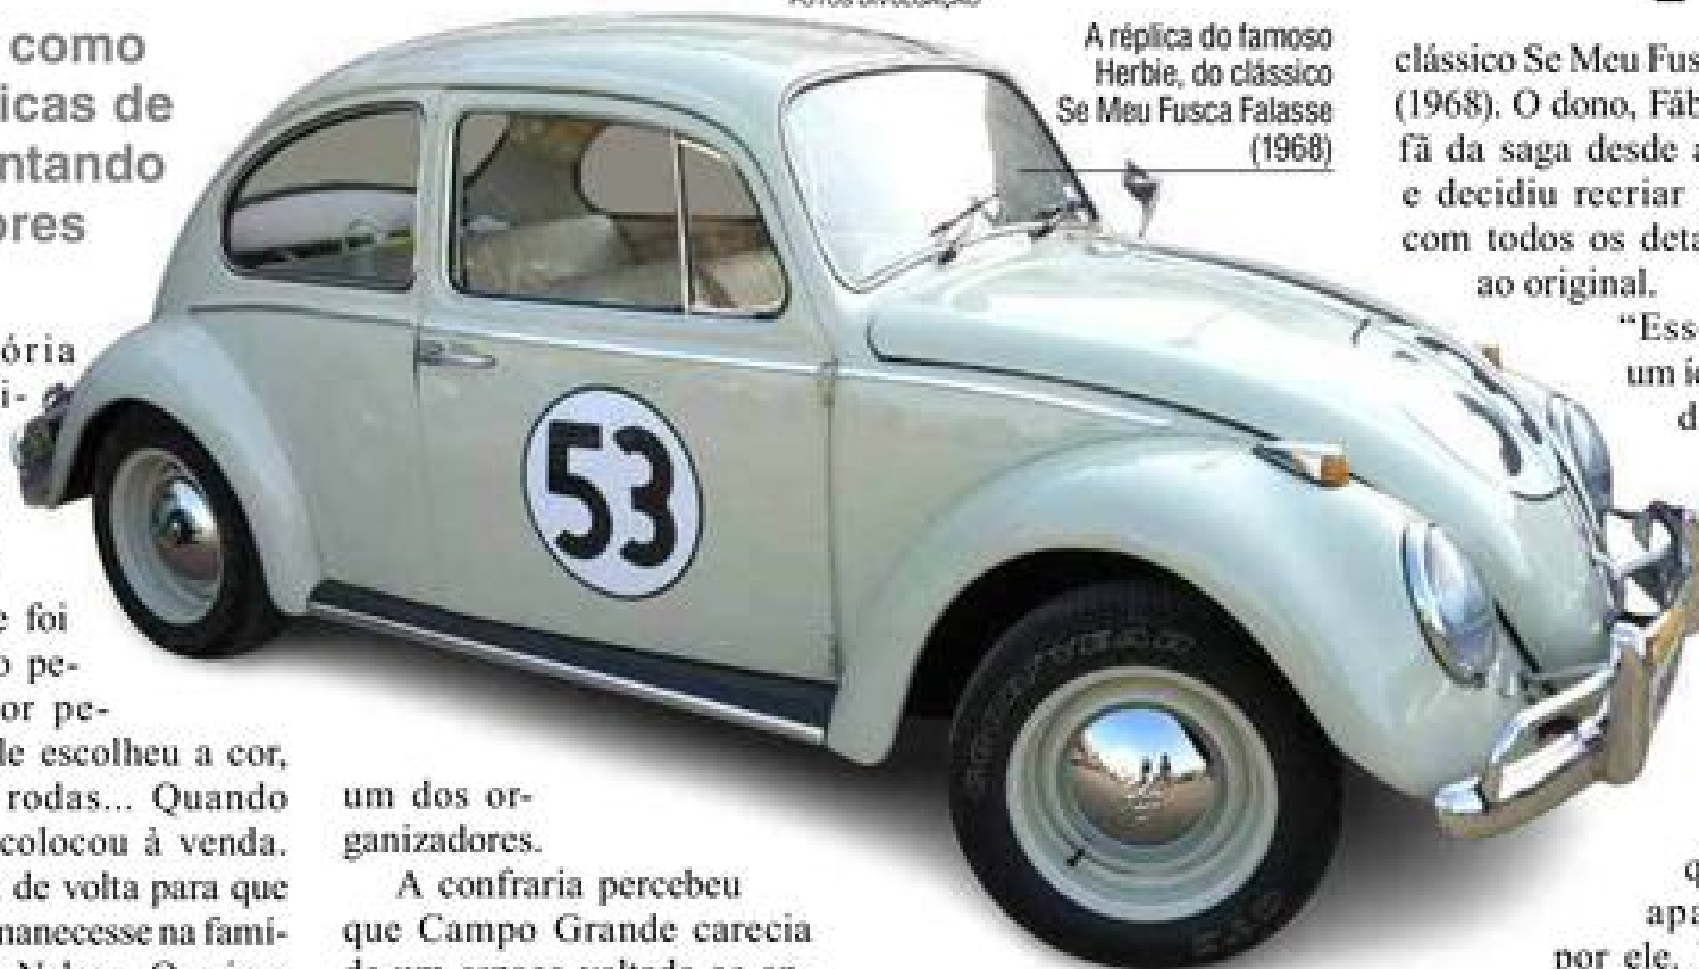 FOTOS DIVULGAÇÃO
como
icas de
ntando
ores
ória
i-
e foi
o pe-
or pe-
le escolheu a cor,
rodas... Quando
colocou à venda.
de volta para que
manecesse na famí-
um dos or-
ganizadores.
A confraria percebeu
que Campo Grande carecia
53
A réplica do famoso
Herbie, do clássico
Se Meu Fusca Falasse
(1968)
clássico Se Meu Fus
(1968). O dono, Fáb
fã da saga desde a
e decidiu recriar
com todos os deta
ao original.
“Ess
um
d
q
apa
por ele.